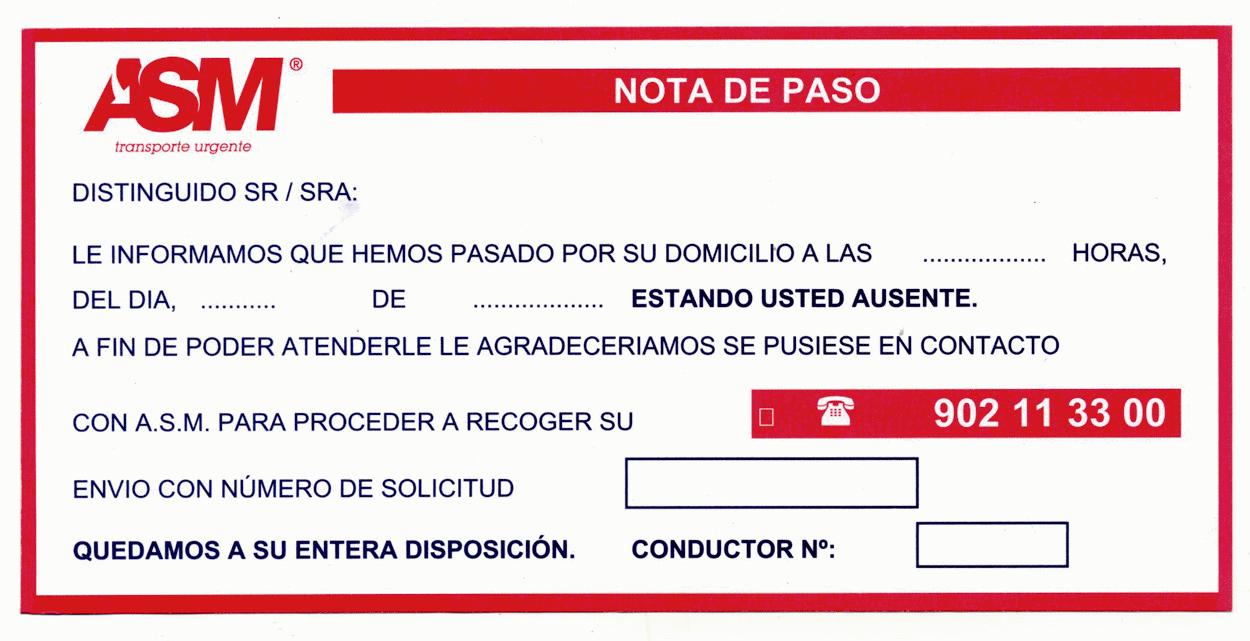 ASM®
transporte urgente
NOTA DE PASO
DISTINGUIDO SR / SRA:
LE INFORMAMOS QUE HEMOS PASADO POR SU DOMICILIO A LAS .................. HORAS,
DEL DIA, ........... DE ................... ESTANDO USTED AUSENTE.
A FIN DE PODER ATENDERLE LE AGRADECERIAMOS SE PUSIESE EN CONTACTO
CON A.S.M. PARA PROCEDER A RECOGER SU 902 11 33 00
ENVIO CON NÚMERO DE SOLICITUD
QUEDAMOS A SU ENTERA DISPOSICIÓN. CONDUCTOR Nº: